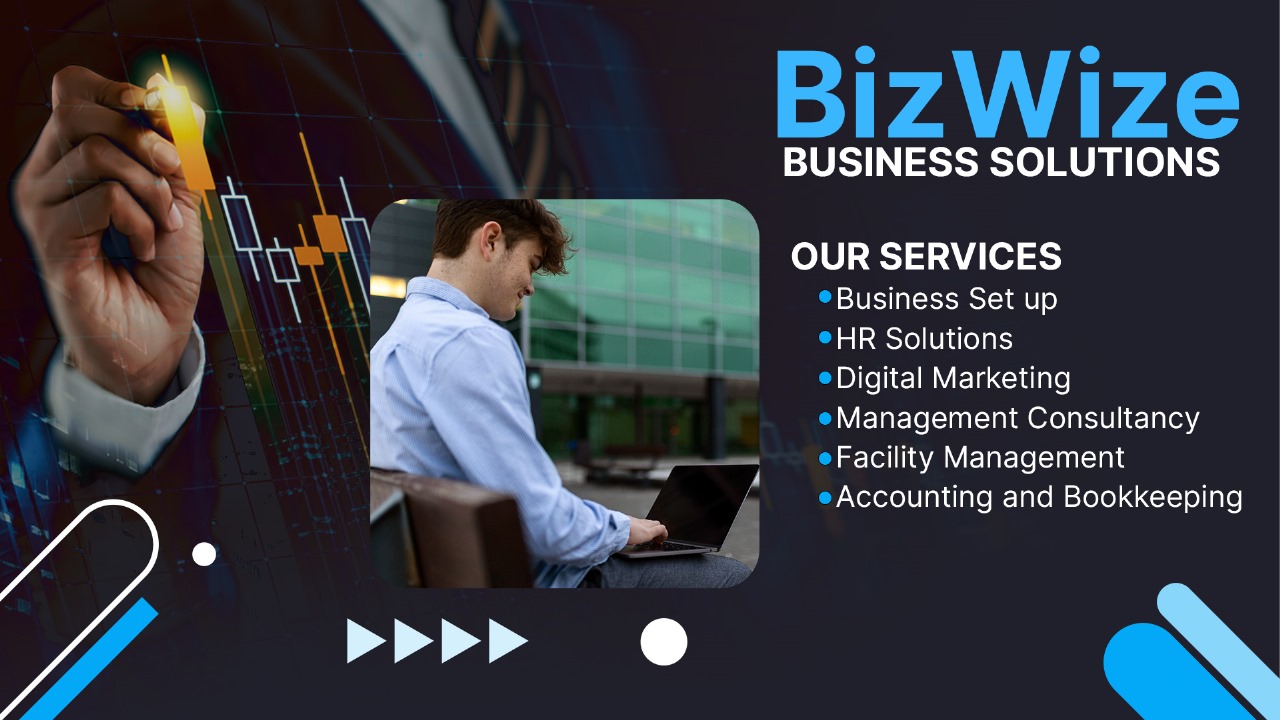 BizWize
BUSINESS SOLUTIONS
OUR SERVICES
Business Set up
HR Solutions
Digital Marketing
Management Consultancy
Facility Management
Accounting and Bookkeeping